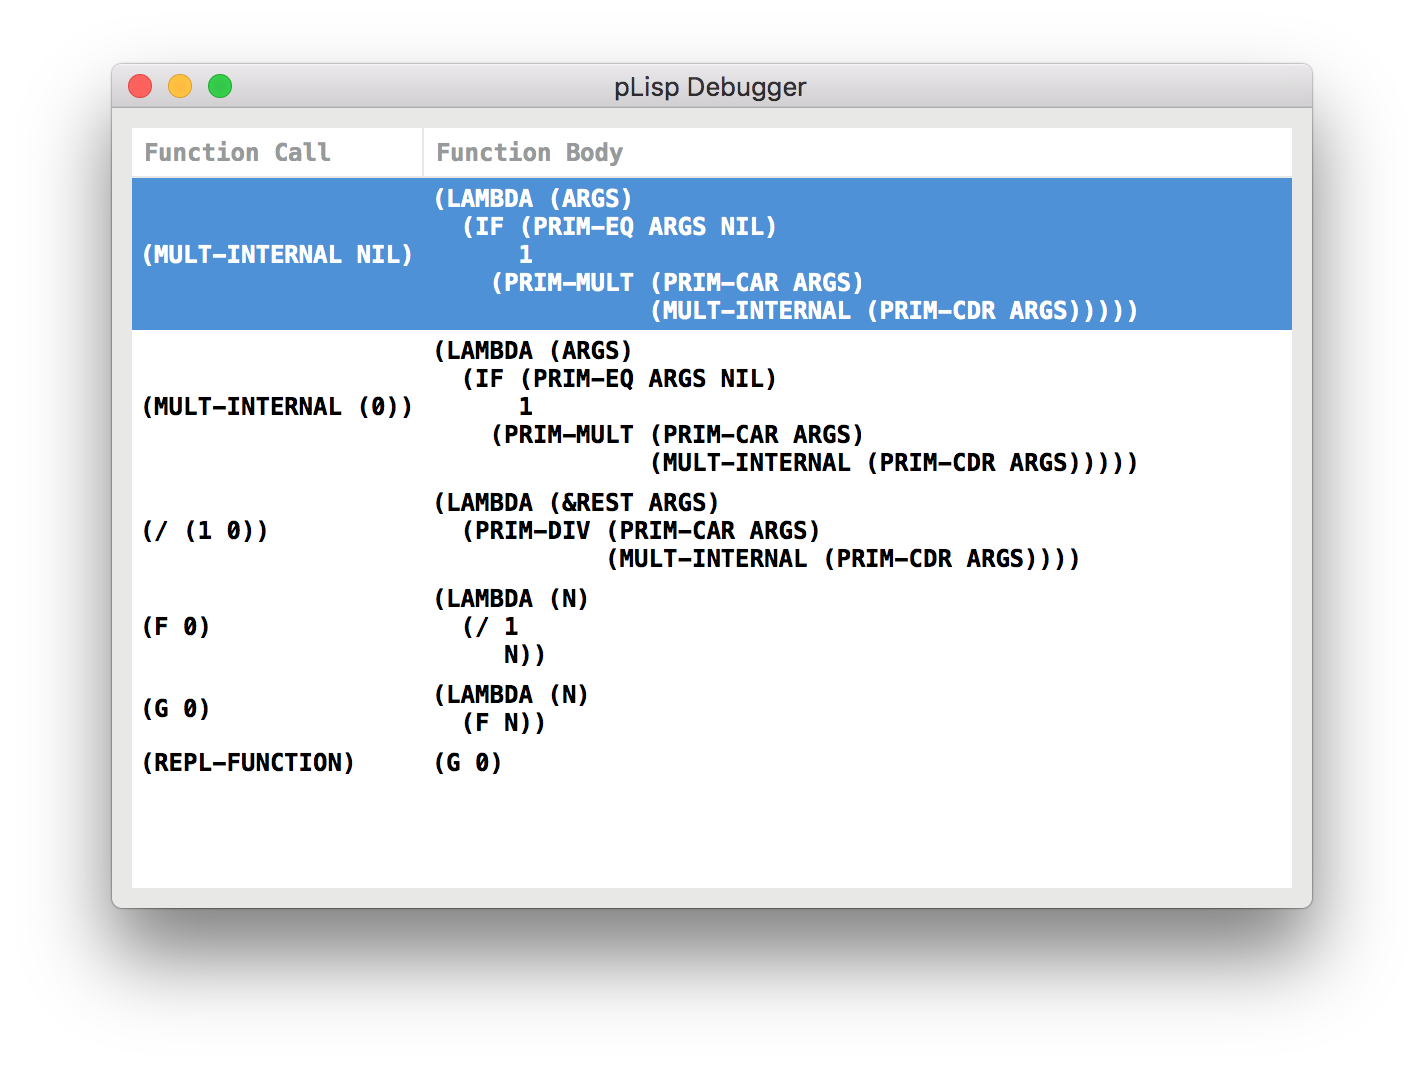 pLisp Debugger
Function Call Function Body
(LAMBDA (ARGS)
(IF (PRIM-EQ ARGS NIL)
(MULT-INTERNAL NIL) 1
(PRIM-MULT (PRIM-CAR ARGS)
(MULT-INTERNAL (PRIM-CDR ARGS)))))
(LAMBDA (ARGS)
(IF (PRIM-EQ ARGS NIL)
(MULT-INTERNAL (0)) 1
(PRIM-MULT (PRIM-CAR ARGS)
(MULT-INTERNAL (PRIM-CDR ARGS)))))
(LAMBDA (&REST ARGS)
(/ (1 0)) (PRIM-DIV (PRIM-CAR ARGS)
(MULT-INTERNAL (PRIM-CDR ARGS))))
(LAMBDA (N)
(F 0) (/ 1
N))
(LAMBDA (N)
(G 0) (F N))
(REPL-FUNCTION) (G 0)